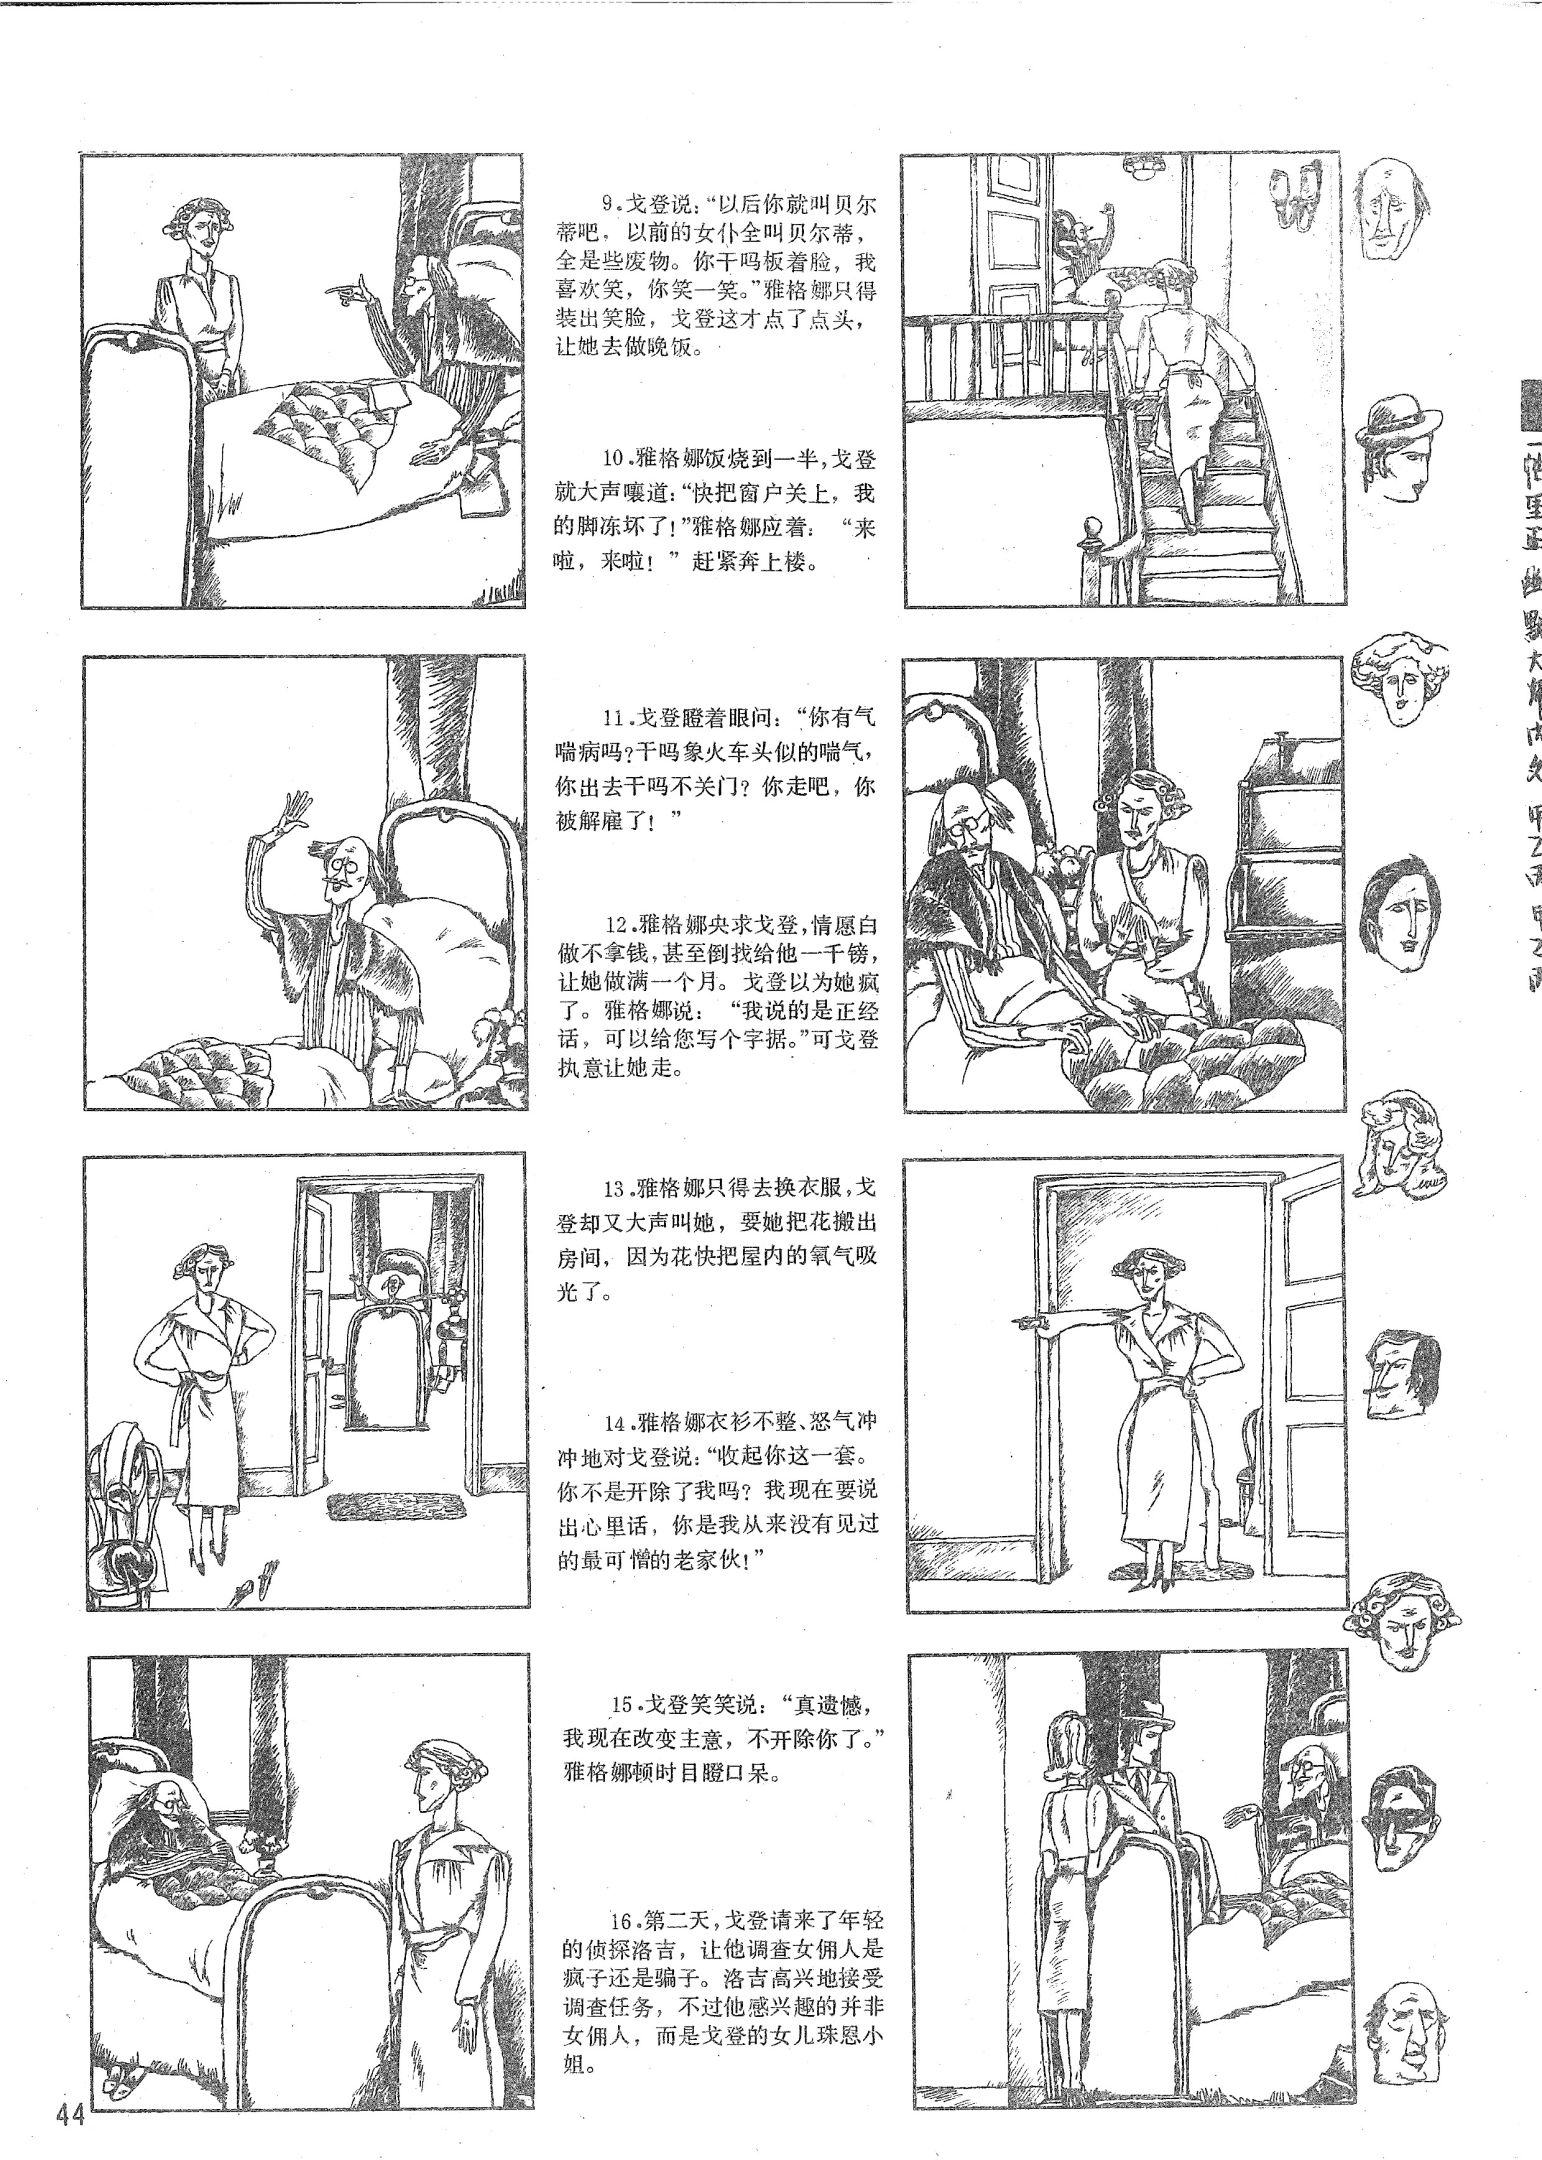 9.戈登说：“以后你就叫贝尔
蒂吧，以前的女仆全叫贝尔蒂，
全是些废物。你干吗板着脸，我
喜欢笑，你笑一笑。”雅格娜只得
装出笑脸，戈登这才点了点头，
让她去做晚饭。
10.雅格娜饭烧到一半，戈登
就大声嚷道：“快把窗户关上，我
的脚冻坏了！”雅格娜应着：“来
啦，来啦！”赶紧奔上楼。
11.戈登瞪着眼问：“你有气
喘病吗？干吗象火车头似的喘气，
你出去干吗不关门？你走吧，你
被解雇了！”
12.雅格娜央求戈登，情愿白
做不拿钱，甚至倒找给他一千镑，
让她做满一个月。戈登以为她疯
了。雅格娜说：“我说的是正经
话，可以给您写个字据。”可戈登
执意让她走。
13.雅格娜只得去换衣服，戈
登却又大声叫她，要她把花搬出
房间，因为花快把屋内的氧气吸
光了。
14.雅格娜衣衫不整、怒气冲
冲地对戈登说：“收起你这一套。
你不是开除了我吗？我现在要说
出心里话，你是我从来没有见过
的最可憎的老家伙！”
15.戈登笑笑说：“真遗憾，
我现在改变主意，不开除你了。”
雅格娜顿时目瞪口呆。
16.第二天，戈登请来了年轻
的侦探洛吉，让他调查女佣人是
疯子还是骗子。洛吉高兴地接受
调查任务，不过他感兴趣的并非
女佣人，而是戈登的女儿珠恩小
姐。
44